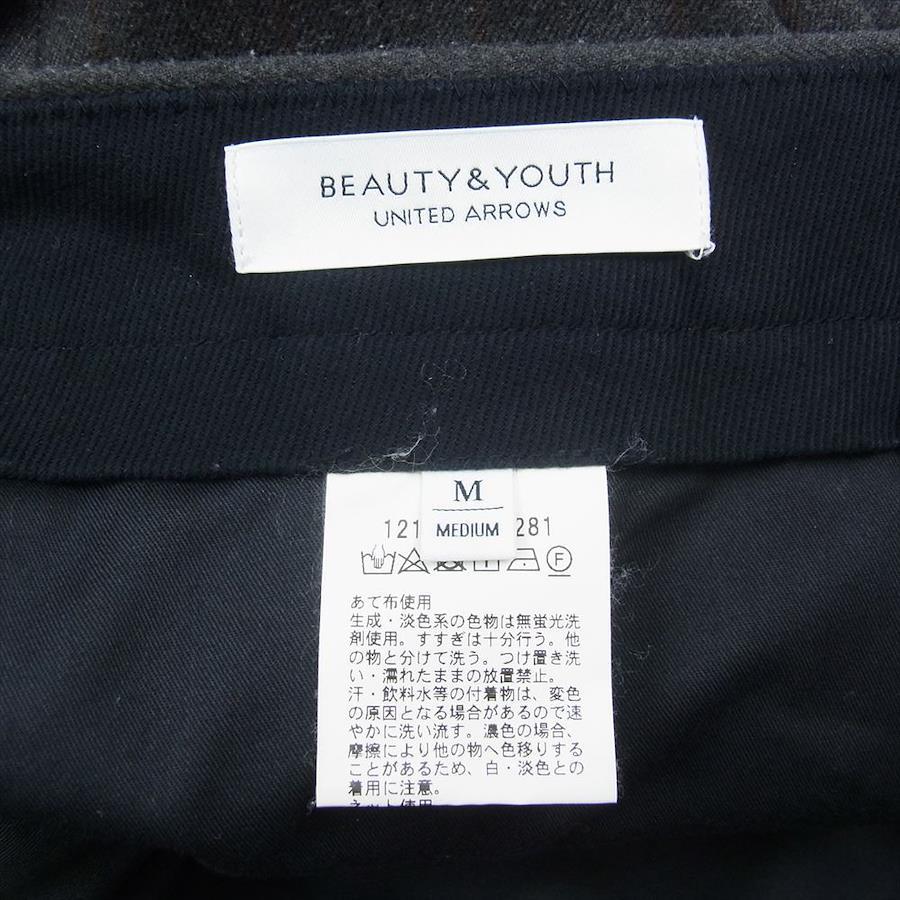 BEAUTY & YOUTH
UNITED ARROWS
M
MEDIUM
121 281
F
あて布使用
生成・淡色系の色物は無蛍光洗
剤使用。すすぎは十分行う。他
の物と分けて洗う。つけ置き洗
い・濡れたままの放置禁止。
汗・飲料水等の付着物は、変色
の原因となる場合があるので速
やかに洗い流す。濃色の場合、
摩擦により他の物へ色移りする
ことがあるため、白・淡色との
着用に注意。
ネット使用